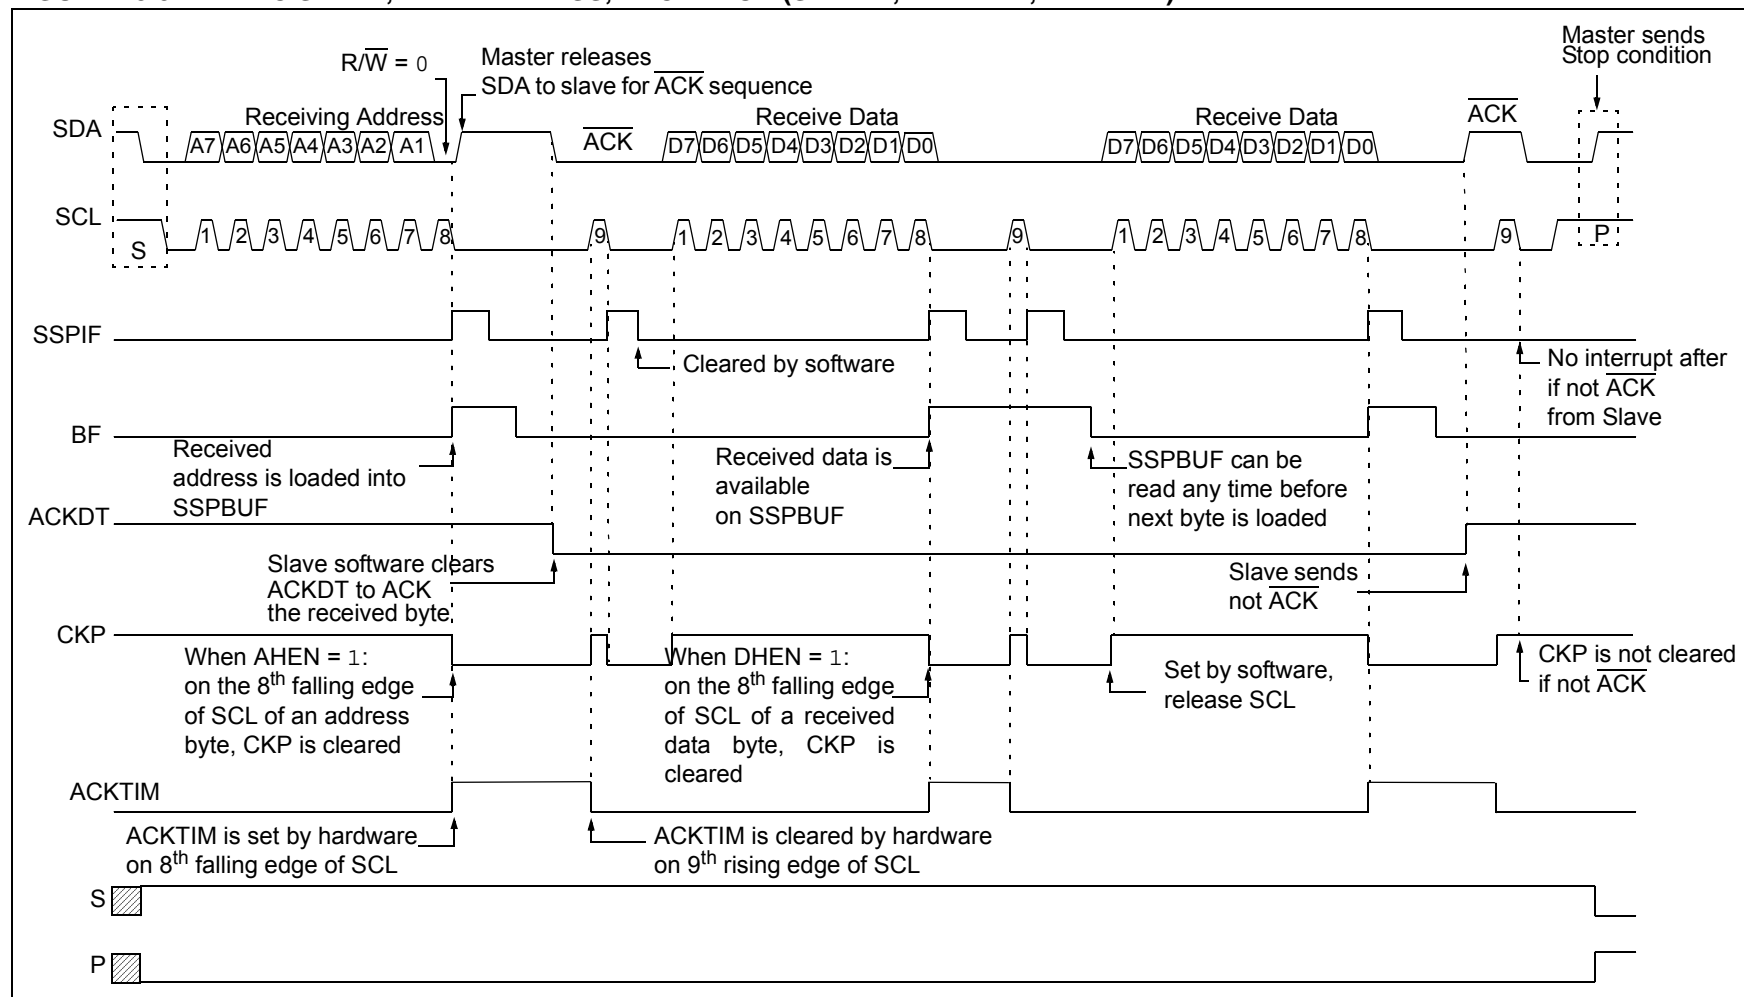 Master sends
Stop condition
R/W = 0
Master releases
SDA to slave for ACK sequence
SDA
Receiving Address
A7 A6 A5 A4 A3 A2 A1
ACK
Receive Data
D7 D6 D5 D4 D3 D2 D1 D0
Receive Data
D7 D6 D5 D4 D3 D2 D1 D0
ACK
SCL
S
1 2 3 4 5 6 7 8 9 1 2 3 4 5 6 7 8 9 1 2 3 4 5 6 7 8 9
P
SSPIF
Cleared by software
No interrupt after
if not ACK
from Slave
BF
Received
address is loaded into
SSPBUF
Received data is
available
on SSPBUF
SSPBUF can be
read any time before
next byte is loaded
ACKDT
Slave software clears
ACKDT to ACK
the received byte
Slave sends
not ACK
CKP
When AHEN = 1:
on the 8th falling edge
of SCL of an address
byte, CKP is cleared
When DHEN = 1:
on the 8th falling edge
of SCL of a received
data byte, CKP is
cleared
Set by software,
release SCL
CKP is not cleared
if not ACK
ACKTIM
ACKTIM is set by hardware
on 8th falling edge of SCL
ACKTIM is cleared by hardware
on 9th rising edge of SCL
S
P